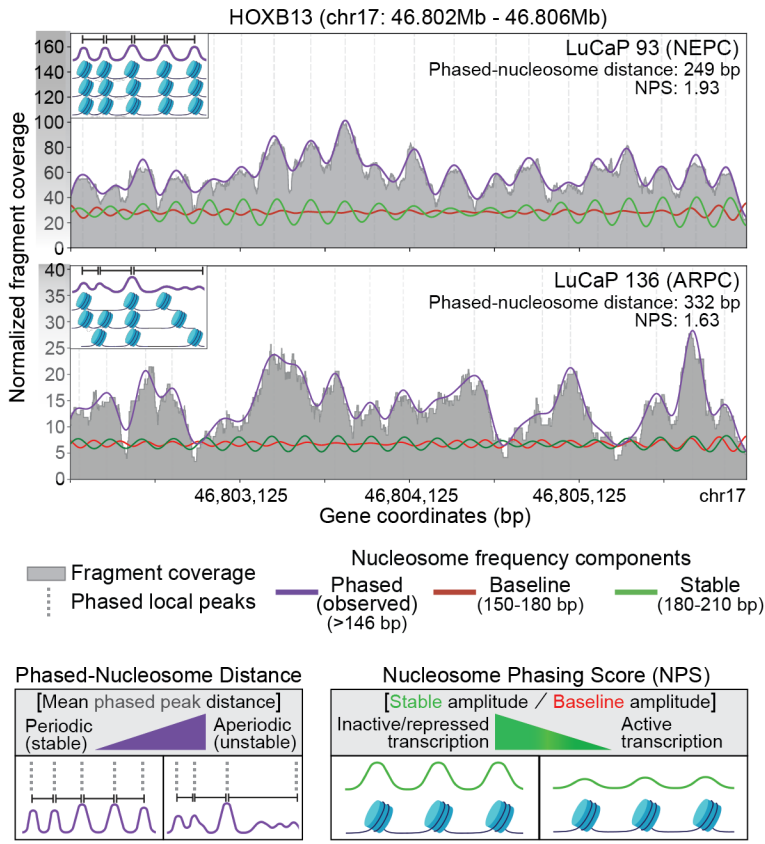 HOXB13 (chr17: 46.802Mb - 46.806Mb)
Normalized fragment coverage
160
140
120
100
80
60
40
20
0
LuCaP 93 (NEPC)
Phased-nucleosome distance: 249 bp
NPS: 1.93
40
35
30
25
20
15
10
5
0
LuCaP 136 (ARPC)
Phased-nucleosome distance: 332 bp
NPS: 1.63
46,803,125 46,804,125 46,805,125 chr17
Gene coordinates (bp)
Fragment coverage
Phased local peaks
Nucleosome frequency components
Phased
(observed)
(>146 bp)
Baseline
(150-180 bp)
Stable
(180-210 bp)
Phased-Nucleosome Distance
[Mean phased peak distance]
Periodic
(stable)
Aperiodic
(unstable)
Nucleosome Phasing Score (NPS)
[Stable amplitude / Baseline amplitude]
Inactive/repressed
transcription
Active
transcription